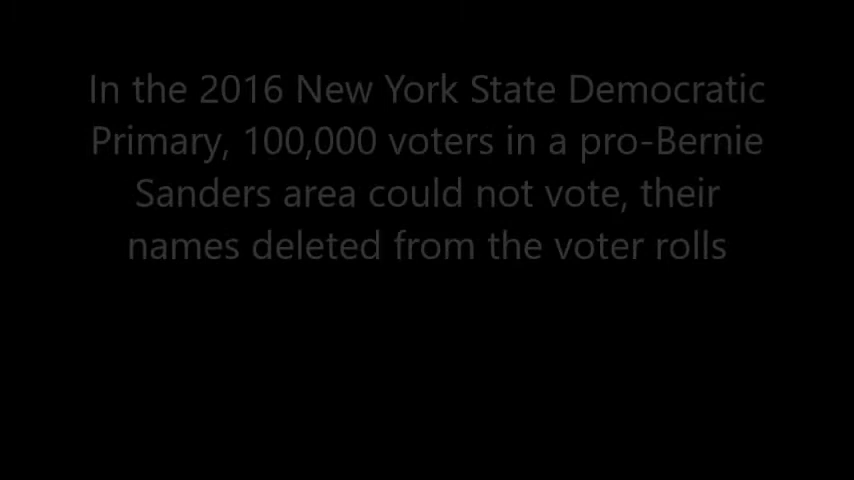 In the 2016 New York State Democratic
Primary, 100,000 voters in a pro-Bernie
Sanders area could not vote, their
names deleted from the voter rolls